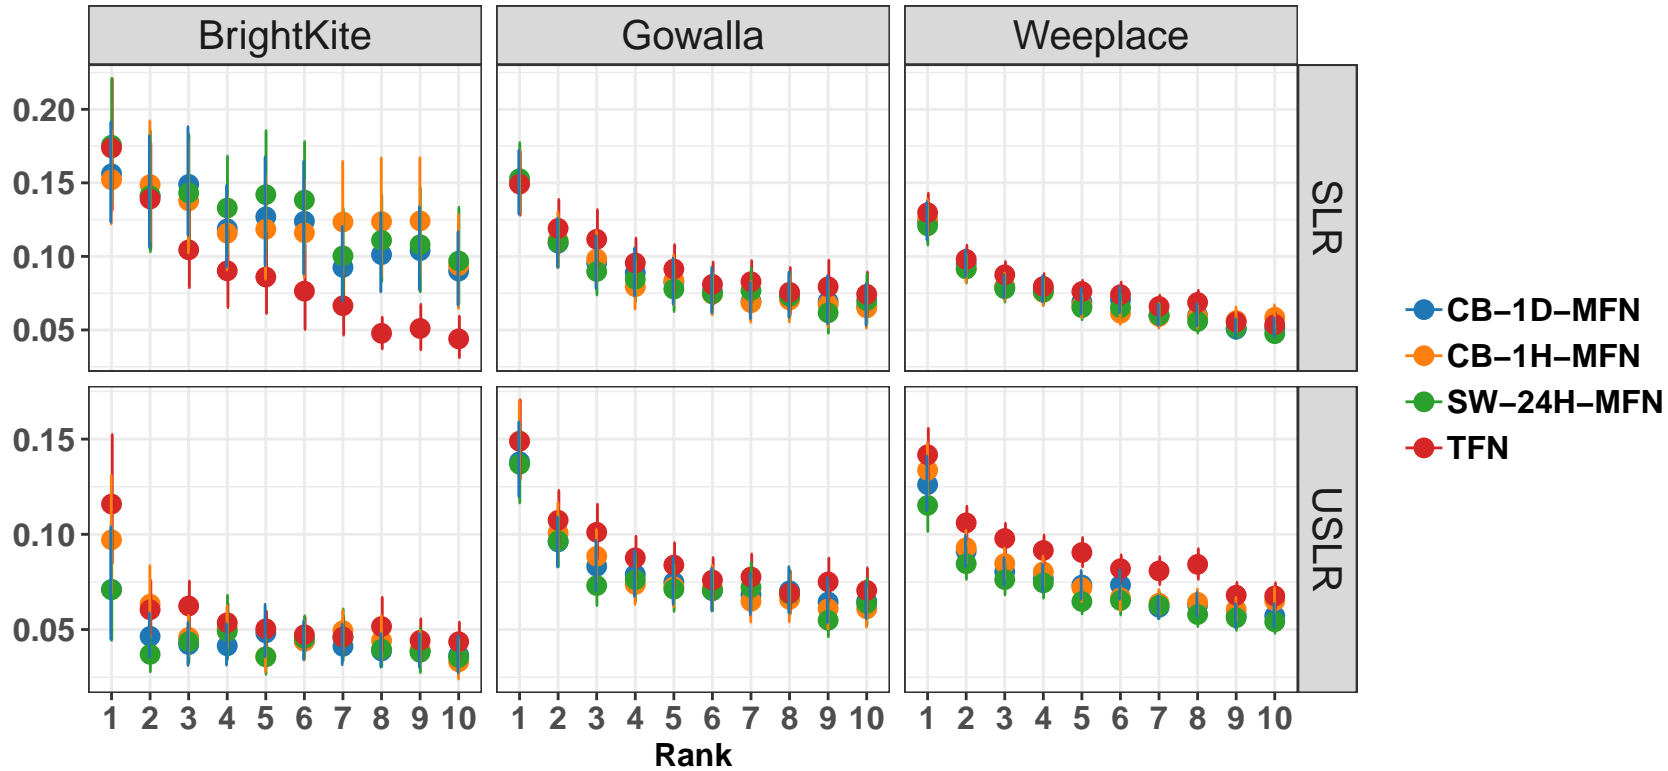 BrightKite Gowalla Weeplace
0.20
0.15
0.10
0.05
SLR
0.15
0.10
0.05
USLR
1 2 3 4 5 6 7 8 9 10 1 2 3 4 5 6 7 8 9 10 1 2 3 4 5 6 7 8 9 10
Rank
CB–1D–MFN
CB–1H–MFN
SW–24H–MFN
TFN